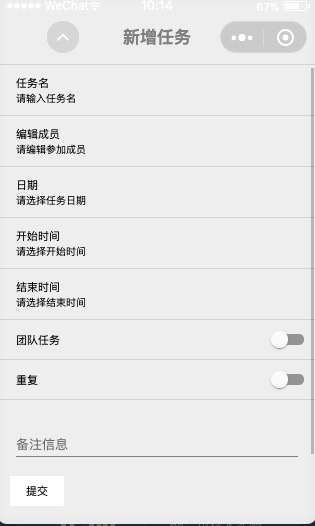 WeChat 10:14 67%
新增任务
任务名
请输入任务名
编辑成员
请编辑参加成员
日期
请选择任务日期
开始时间
请选择开始时间
结束时间
请选择结束时间
团队任务
重复
备注信息
提交